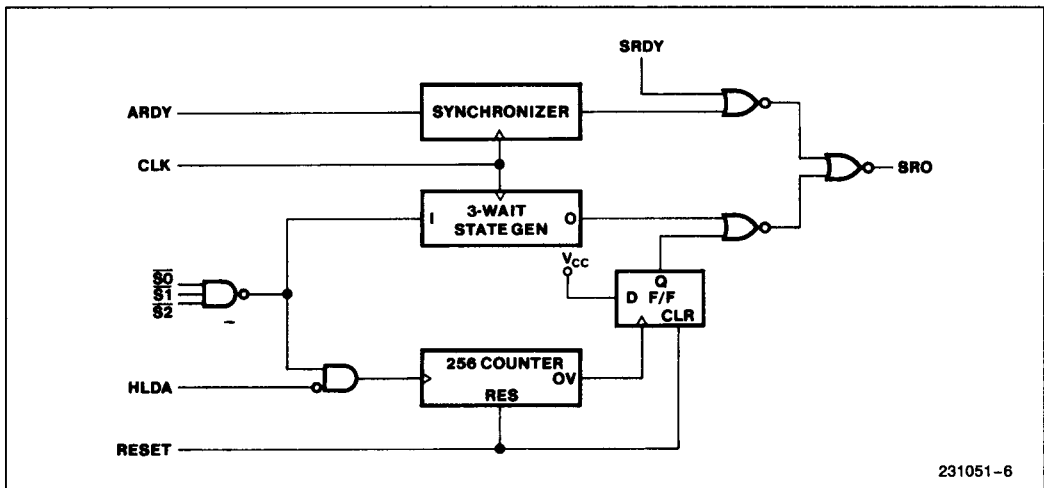 SRDY
ARDY
SYNCHRONIZER
CLK
SRO
I
3-WAIT
STATE GEN
O
VCC
S0
S1
S2
Q
D F/F
CLR
256 COUNTER
OV
RES
HLDA
RESET
231051-6